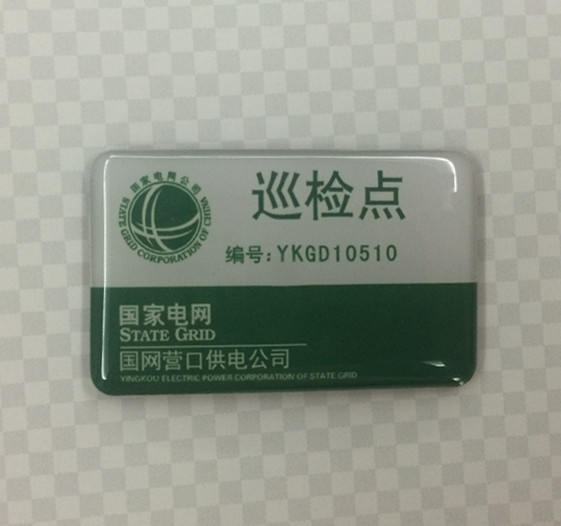 国家电网公司
STATE GRID CORPORATION OF CHINA
巡检点
编号:YKGD10510
国家电网
STATE GRID
国网营口供电公司
YINGKOU ELECTRIC POWER CORPORATION OF STATE GRID